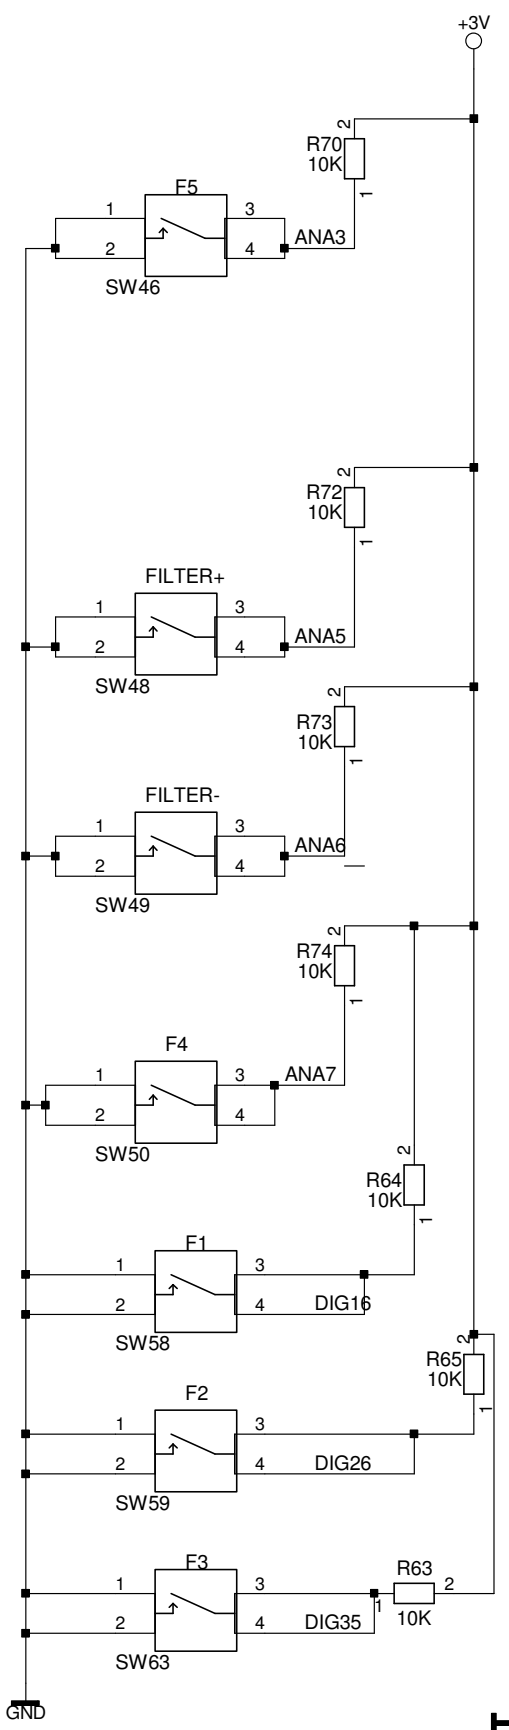 +3V
2
R70
10K
1
F5
1
3
2
4
ANA3
SW46
2
R72
10K
1
FILTER+
1
3
2
4
ANA5
SW48
2
R73
10K
1
FILTER-
1
3
2
4
ANA6
SW49
2
R74
10K
1
F4
1
3
ANA7
2
4
SW50
2
R64
10K
1
F1
1
3
2
4
DIG16
SW58
2
R65
10K
1
F2
1
3
2
4
DIG26
SW59
F3
R63
1
3
2
1
10K
2
4
DIG35
SW63
GND